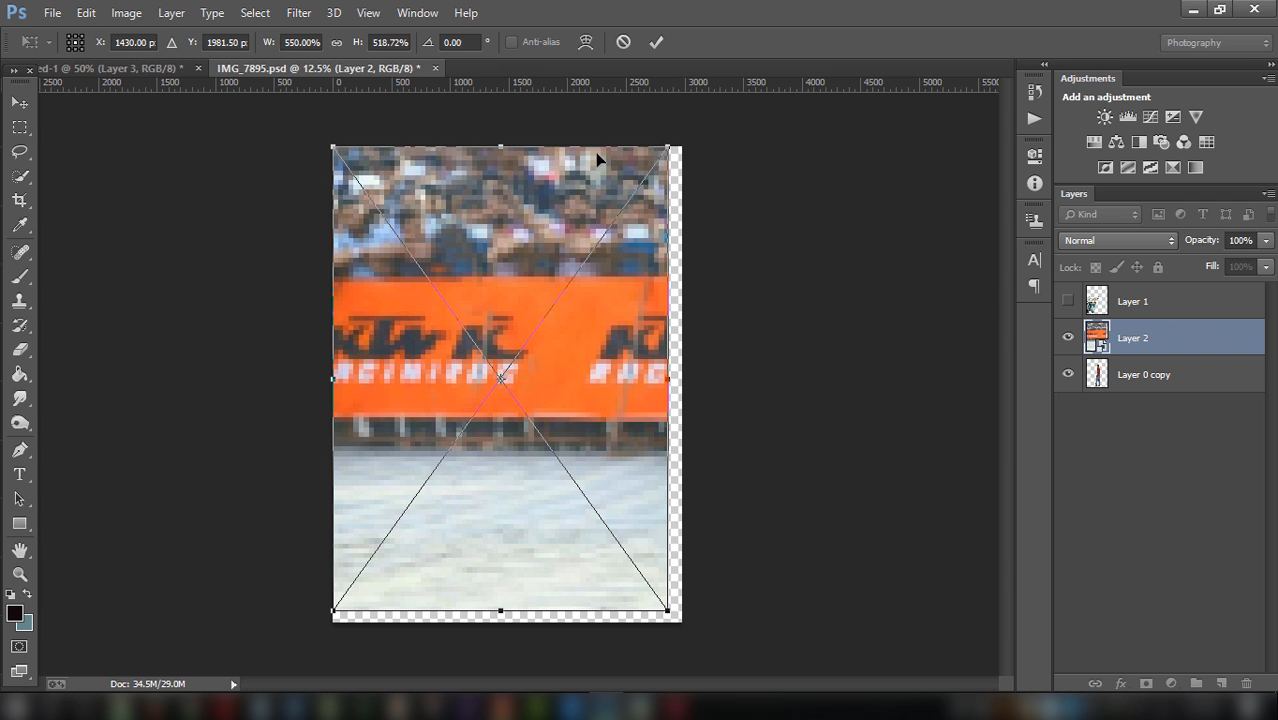 Ps File Edit Image Layer Type Select Filter 3D View Window Help
X: 1430.00 p: Y: 1981.50 p: W: 550.00% H: 518.72% 0.00 ° Anti-alias Photography
ed-1 @ 50% (Layer 3, RGB/8) * × IMG_7895.psd @ 12.5% (Layer 2, RGB/8) * ×
2500 2000 1500 1000 500 0 500 1000 1500 2000 2500 3000 3500 4000 4500 5000 550
Adjustments
Add an adjustment
Layers
Kind
Normal Opacity: 100%
Lock: Fill: 100%
Layer 1
Layer 2
Layer 0 copy
Doc: 34.5M/29.0M